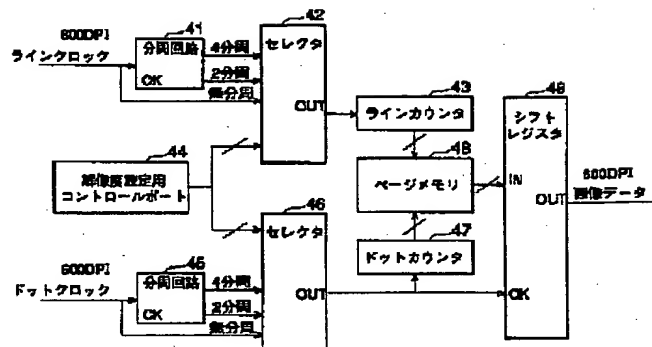 600DPI
ラインクロック
41
分周回路
CK
4分周
2分周
無分周
42
セレクタ
OUT
43
ラインカウンタ
44
解像度設定用
コントロールポート
48
ページメモリ
49
シフト
レジスタ
IN
OUT
CK
600DPI
画像データ
46
セレクタ
OUT
47
ドットカウンタ
600DPI
ドットクロック
45
分周回路
CK
4分周
2分周
無分周